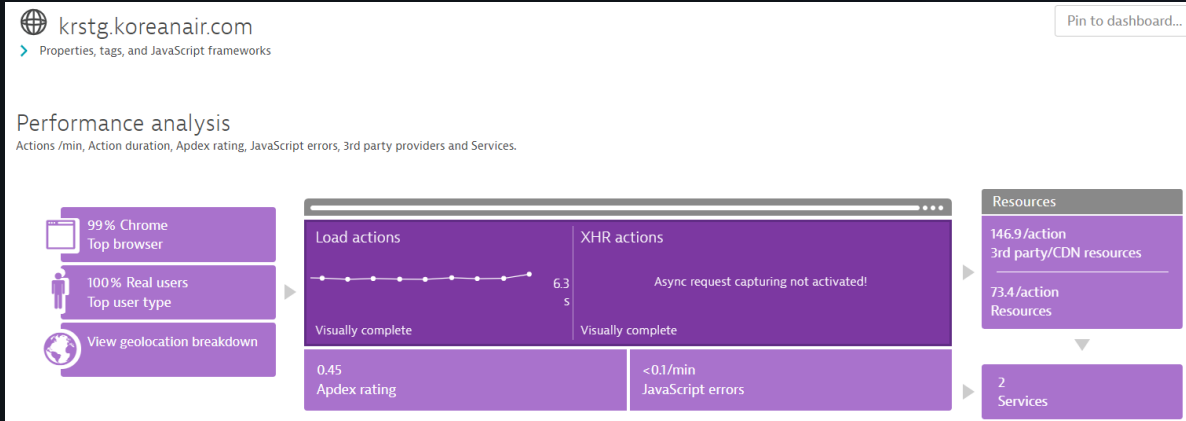 krstg.koreanair.com
Pin to dashboard...
Properties, tags, and JavaScript frameworks
Performance analysis
Actions /min, Action duration, Apdex rating, JavaScript errors, 3rd party providers and Services.
99% Chrome
Top browser
100% Real users
Top user type
View geolocation breakdown
Load actions
6.3
s
Visually complete
XHR actions
Async request capturing not activated!
Visually complete
0.45
Apdex rating
<0.1/min
JavaScript errors
Resources
146.9/action
3rd party/CDN resources
73.4/action
Resources
2
Services